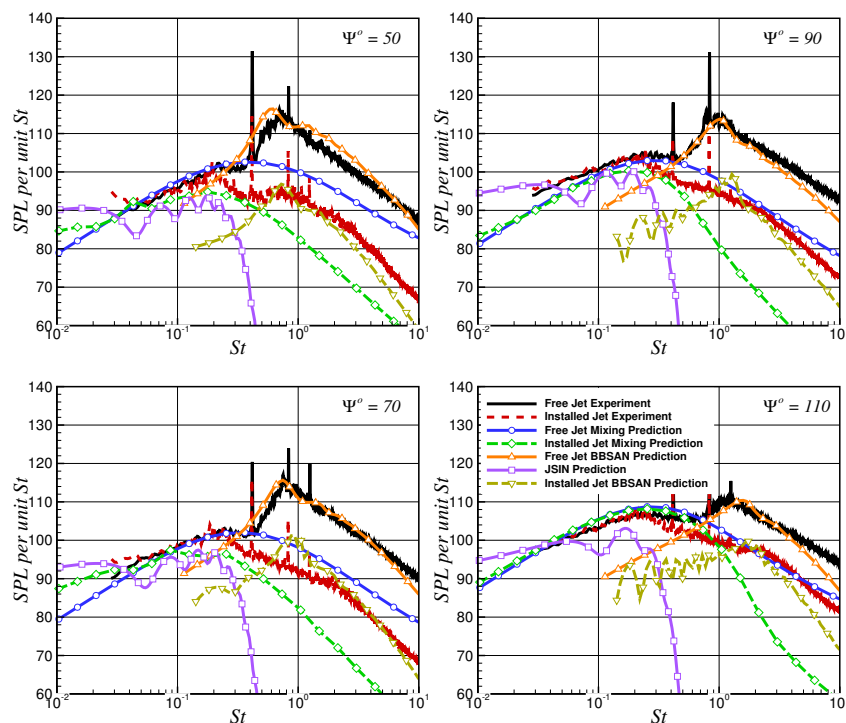 Ψ° = 50
SPL per unit St
140
130
120
110
100
90
80
70
60
10-2 10-1 100 101
St
Ψ° = 90
SPL per unit St
140
130
120
110
100
90
80
70
60
10-2 10-1 100 10
St
Ψ° = 70
SPL per unit St
140
130
120
110
100
90
80
70
60
10-2 10-1 100 101
St
Ψ° = 110
Free Jet Experiment
Installed Jet Experiment
Free Jet Mixing Prediction
Installed Jet Mixing Prediction
Free Jet BBSAN Prediction
JSIN Prediction
Installed Jet BBSAN Prediction
SPL per unit St
140
130
120
110
100
90
80
70
60
10-2 10-1 100 10
St